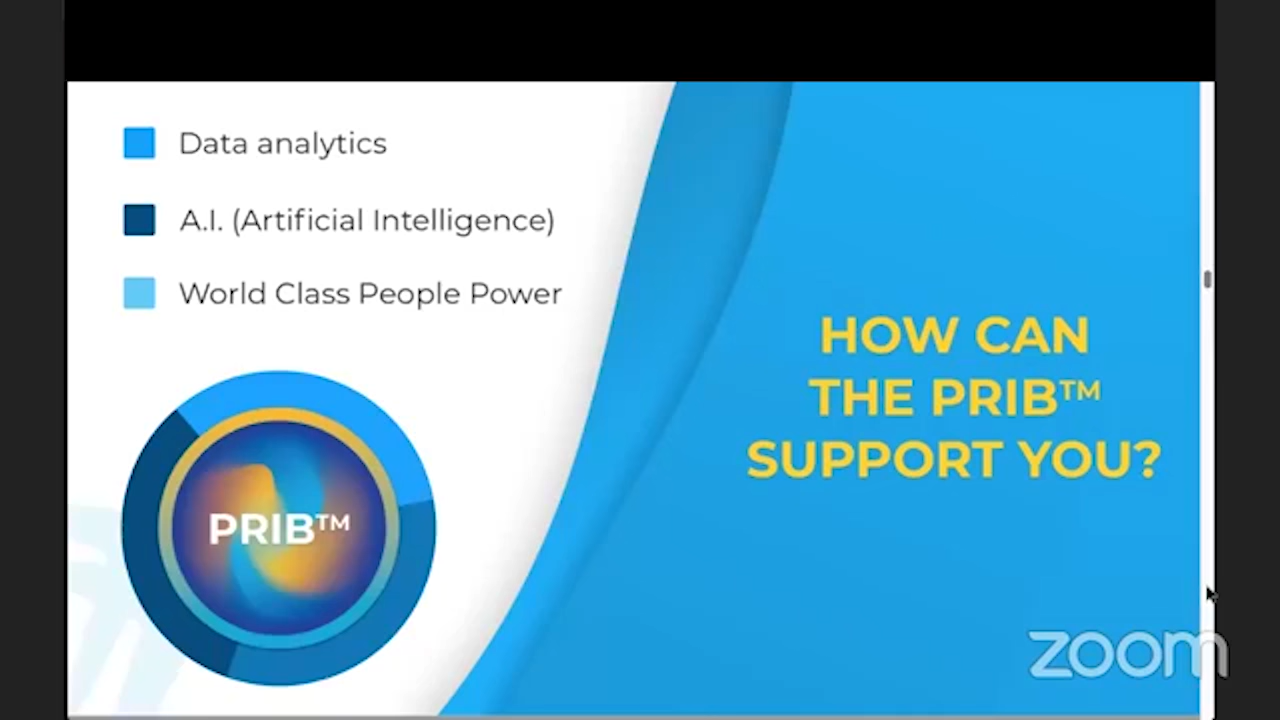 Data analytics
A.I. (Artificial Intelligence)
World Class People Power
HOW CAN
THE PRIB™
SUPPORT YOU?
PRIB™
zoom